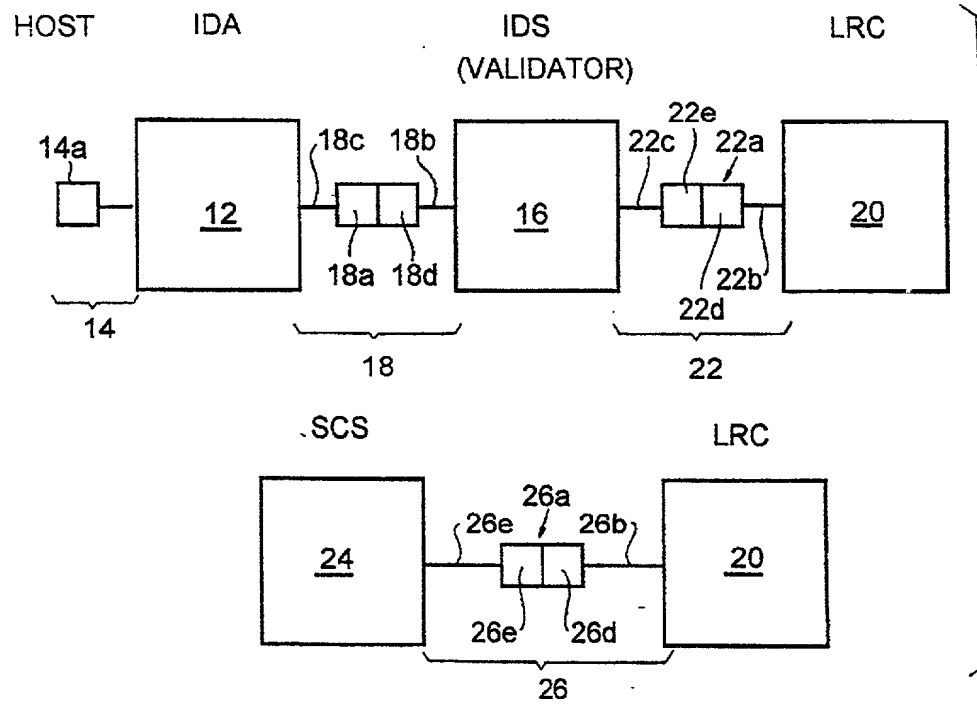 HOST IDA IDS LRC
(VALIDATOR)
14a 18c 18b 22c 22e 22a
12 16 20
18a 18d 22d 22b
14 18 22
SCS LRC
26e 26a 26b
24 20
26e 26d
26